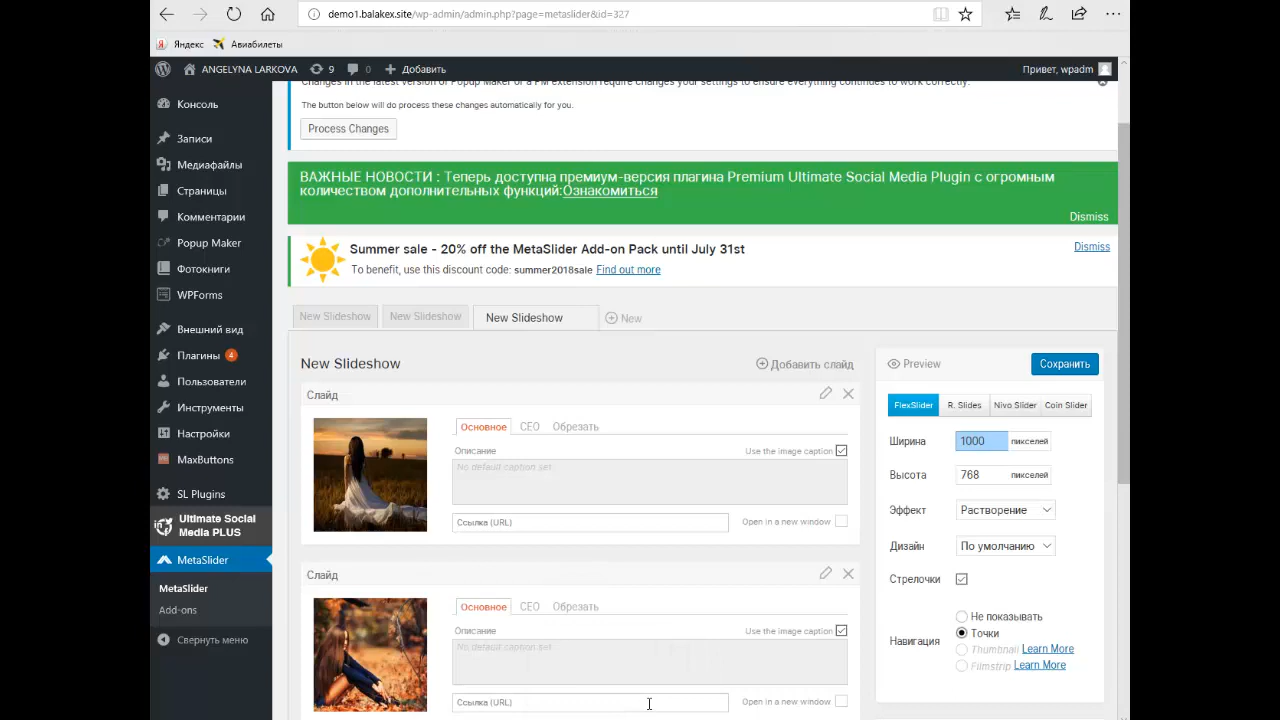 demo1.balakex.site/wp-admin/admin.php?page=metaslider&id=327
Яндекс Авиабилеты
ANGELYNA LARKOVA 9 0 Добавить Привет, wpadm
Changes in the latest version of Popup Maker or a PM extension require changes your settings to ensure everything continues to work correctly.
The button below will do process these changes automatically for you.
Process Changes
ВАЖНЫЕ НОВОСТИ : Теперь доступна премиум-версия плагина Premium Ultimate Social Media Plugin с огромным
количеством дополнительных функций:Ознакомиться
Dismiss
Summer sale - 20% off the MetaSlider Add-on Pack until July 31st
Dismiss
To benefit, use this discount code: summer2018sale Find out more
Консоль
Записи
Медиафайлы
Страницы
Комментарии
Popup Maker
Фотокниги
WPForms
Внешний вид
Плагины 4
Пользователи
Инструменты
Настройки
MaxButtons
SL Plugins
Ultimate Social
Media PLUS
MetaSlider
MetaSlider
Add-ons
Свернуть меню
New Slideshow New Slideshow New Slideshow New
New Slideshow Добавить слайд
Слайд
Основное СЕО Обрезать
Описание Use the image caption
No default caption set
Ссылка (URL) Open in a new window
Слайд
Основное СЕО Обрезать
Описание Use the image caption
No default caption set
Ссылка (URL) Open in a new window
Preview Сохранить
FlexSlider R. Slides Nivo Slider Coin Slider
Ширина 1000 пикселей
Высота 768 пикселей
Эффект Растворение
Дизайн По умолчанию
Стрелочки
Навигация
Не показывать
Точки
Thumbnail Learn More
Filmstrip Learn More